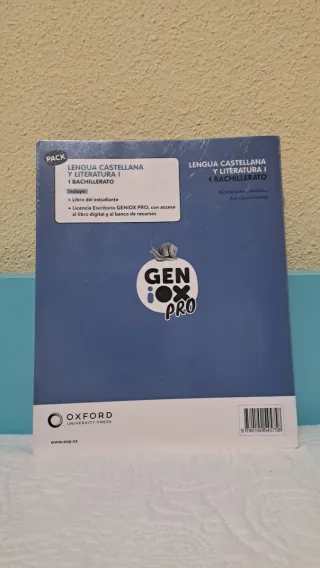 PACK
LENGUA CASTELLANA
Y LITERATURA I
1 BACHILLERATO
Incluye:
• Libro del estudiante
• Licencia Escritorio GENiOX PRO, con acceso
al libro digital y al banco de recursos
LENGUA CASTELLANA
Y LITERATURA I
1 BACHILLERATO
GEN
iOX
PRO
OXFORD
UNIVERSITY PRESS
www.oup.es